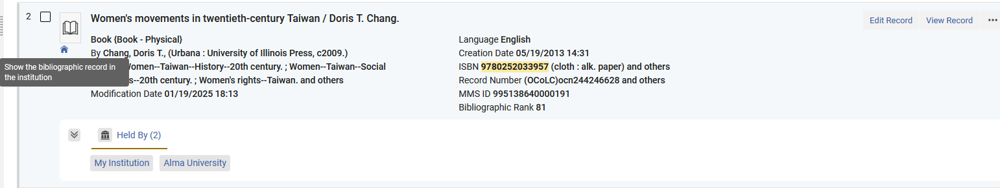 2
Women's movements in twentieth-century Taiwan / Doris T. Chang.
Edit Record
View Record
Book {Book - Physical}
By Chang, Doris T., (Urbana : University of Illinois Press, c2009.)
Women--Taiwan--History--20th century. ; Women--Taiwan--Social
s--20th century. ; Women's rights--Taiwan. and others
Modification Date 01/19/2025 18:13
Show the bibliographic record in
the institution
Language English
Creation Date 05/19/2013 14:31
ISBN 9780252033957 (cloth : alk. paper) and others
Record Number (OCoLC)ocn244246628 and others
MMS ID 995138640000191
Bibliographic Rank 81
Held By (2)
My Institution
Alma University